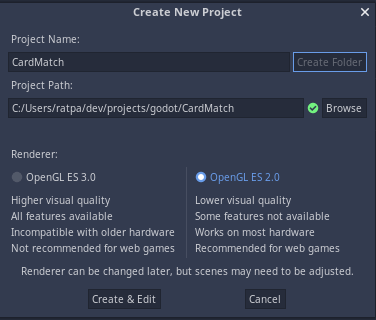 Create New Project
Project Name:
CardMatch
Create Folder
Project Path:
C:/Users/ratpa/dev/projects/godot/CardMatch
Browse
Renderer:
OpenGL ES 3.0
Higher visual quality
All features available
Incompatible with older hardware
Not recommended for web games
OpenGL ES 2.0
Lower visual quality
Some features not available
Works on most hardware
Recommended for web games
Renderer can be changed later, but scenes may need to be adjusted.
Create & Edit
Cancel